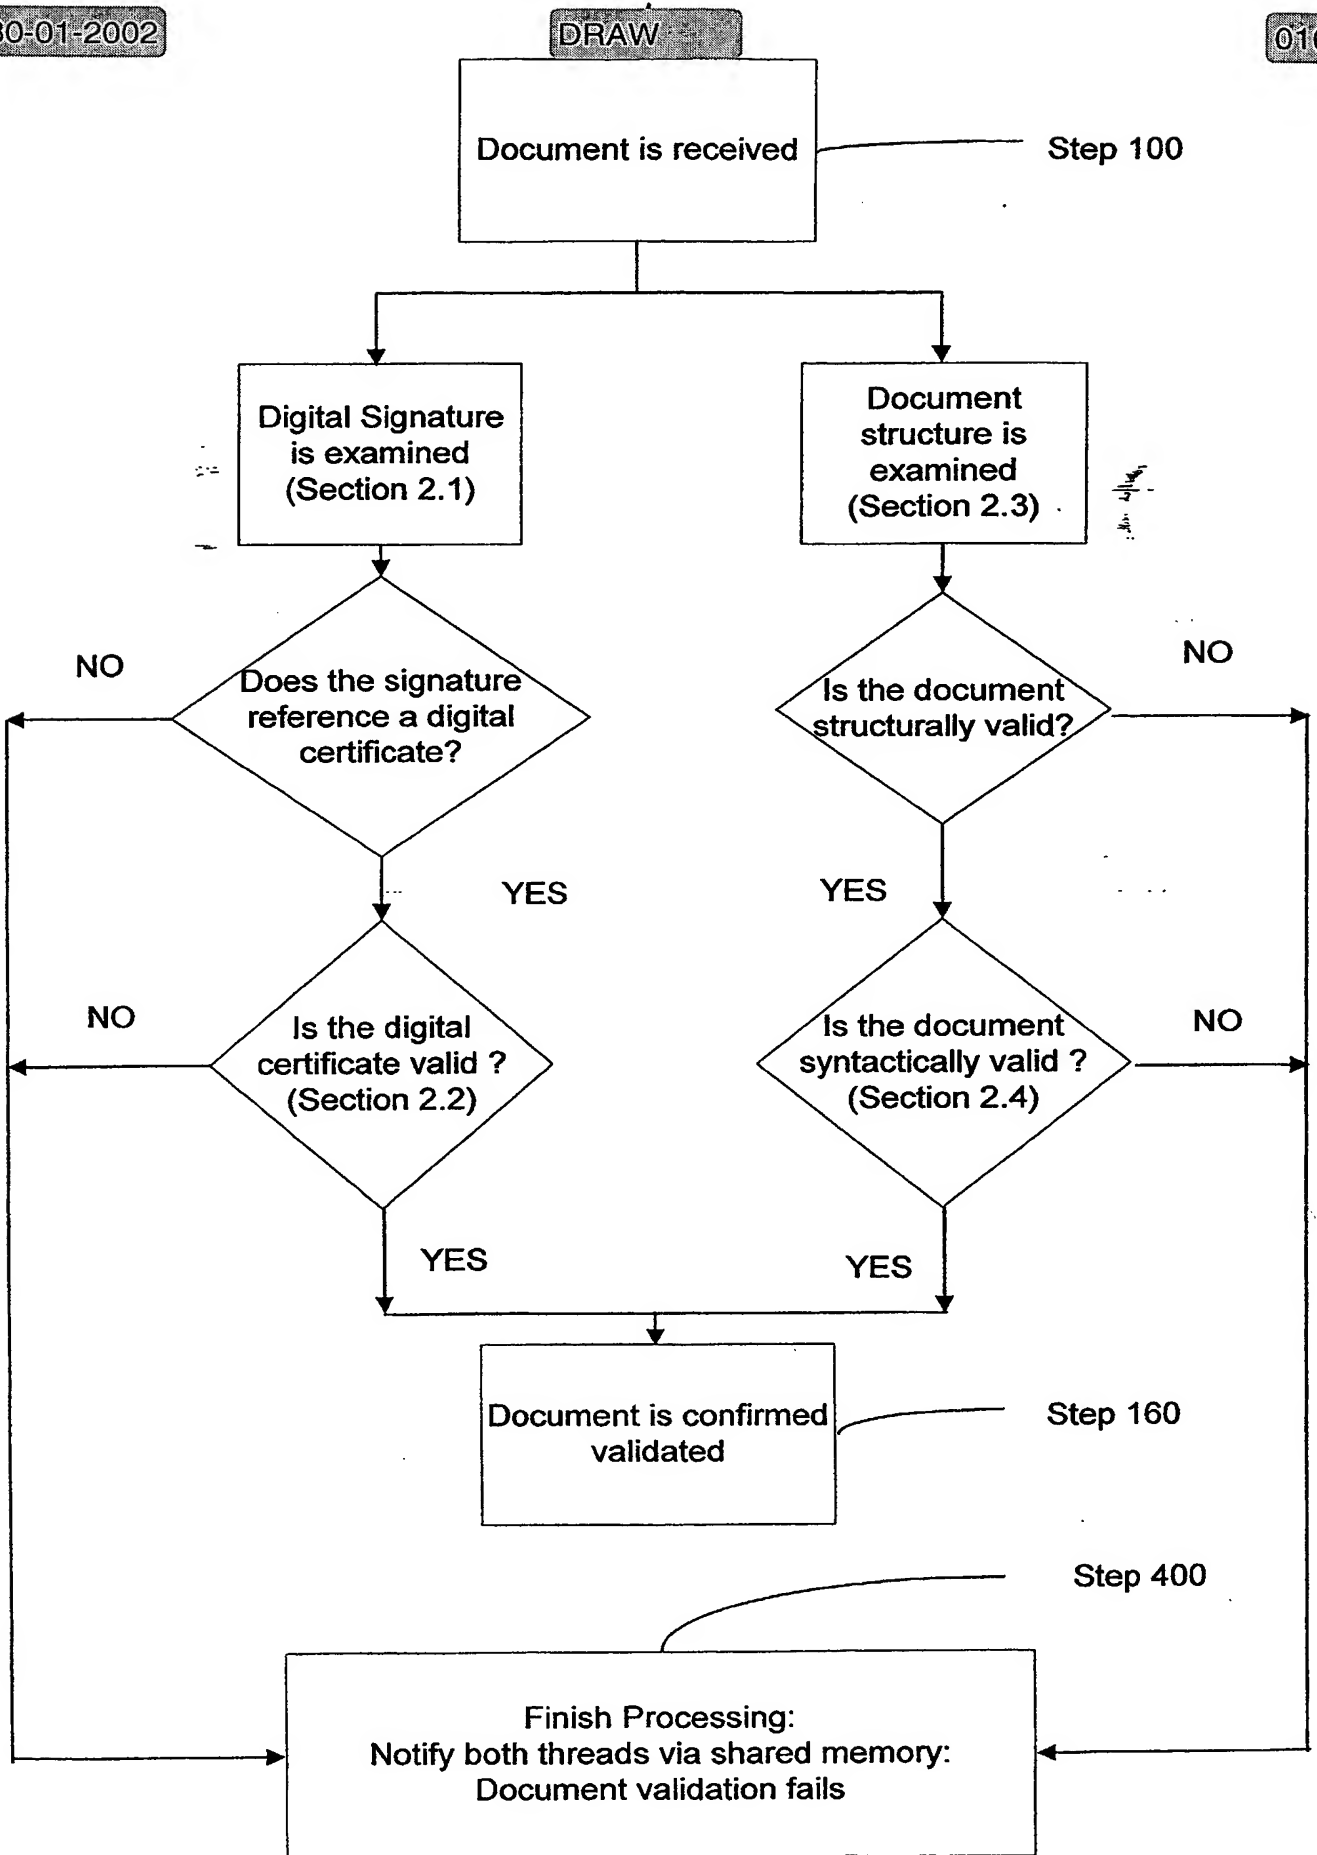 30-01-2002
DRAW
Document is received
Step 100
Digital Signature
is examined
(Section 2.1)
Document
structure is
examined
(Section 2.3)
NO
Does the signature
reference a digital
certificate?
Is the document
structurally valid?
NO
YES
YES
NO
Is the digital
certificate valid ?
(Section 2.2)
Is the document
syntactically valid ?
(Section 2.4)
NO
YES
YES
Document is confirmed
validated
Step 160
Step 400
Finish Processing:
Notify both threads via shared memory:
Document validation fails